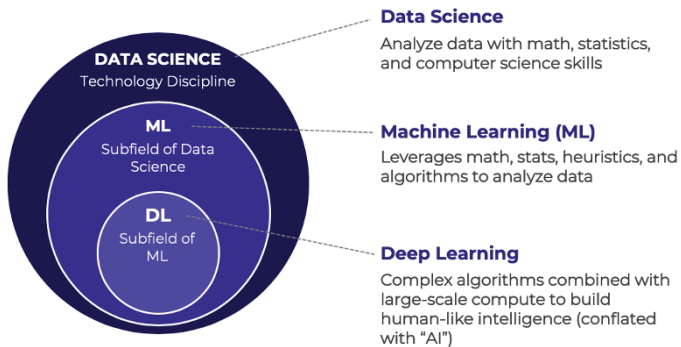 DATA SCIENCE
Technology Discipline
ML
Subfield of Data
Science
DL
Subfield of
ML
Data Science
Analyze data with math, statistics,
and computer science skills
Machine Learning (ML)
Leverages math, stats, heuristics, and
algorithms to analyze data
Deep Learning
Complex algorithms combined with
large-scale compute to build
human-like intelligence (conflated
with “AI”)